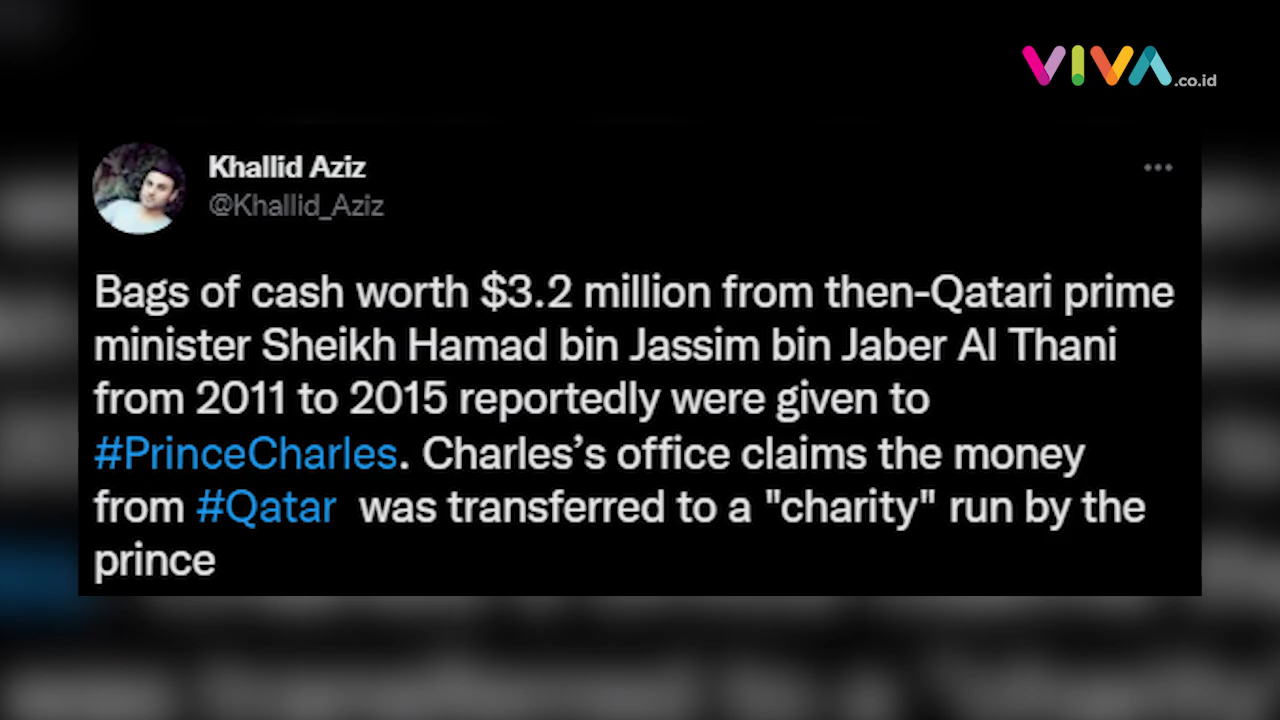 VIVA.co.id
Khallid Aziz
@Khallid_Aziz
Bags of cash worth $3.2 million from then-Qatari prime
minister Sheikh Hamad bin Jassim bin Jaber Al Thani
from 2011 to 2015 reportedly were given to
#PrinceCharles. Charles’s office claims the money
from #Qatar  was transferred to a "charity" run by the
prince